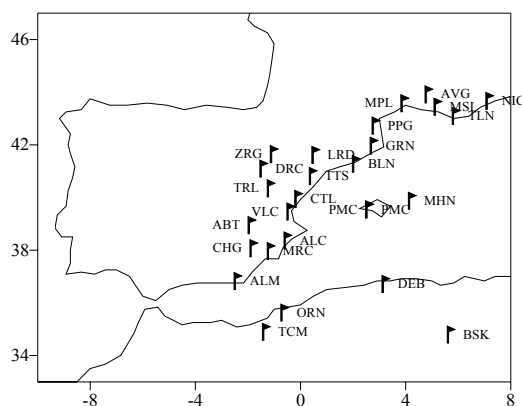 46
AVG
NIC
MPL
MSL
TLN
PPG
42
GRN
ZRG
LRD
BLN
DRC
TTS
TRL
CTL
MHN
VLC
PMC
PMC
ABT
ALC
38
CHG
MRC
ALM
DEB
ORN
TCM
BSK
34
-8
-4
0
4
8